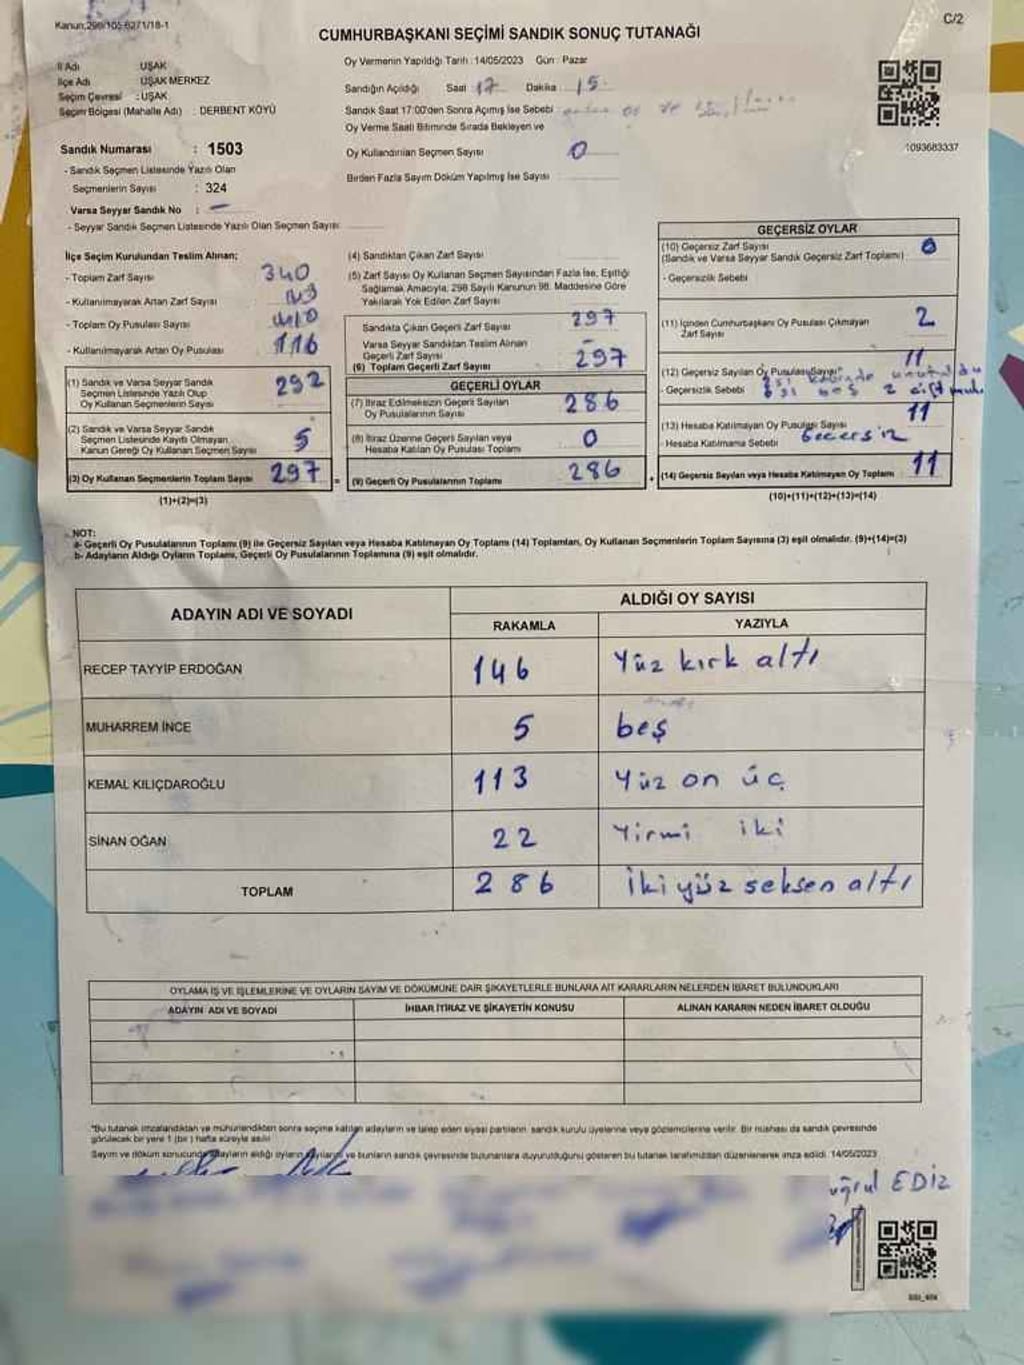 Kanun:298/105-6271/18-1
C/2
CUMHURBAŞKANI SEÇİMİ SANDIK SONUÇ TUTANAĞI
İl Adı : UŞAK
İlçe Adı : UŞAK MERKEZ
Seçim Çevresi : UŞAK
Seçim Bölgesi (Mahalle Adı) : DERBENT KÖYÜ
Sandık Numarası : 1503
- Sandık Seçmen Listesinde Yazılı Olan
Seçmenlerin Sayısı : 324
Varsa Seyyar Sandık No : -
- Seyyar Sandık Seçmen Listesinde Yazılı Olan Seçmen Sayısı
Oy Vermenin Yapıldığı Tarih : 14/05/2023 Gün : Pazar
Sandığın Açıldığı Saat 17 Dakika 15
Sandık Saat 17:00'den Sonra Açımış İse Sebebi
Oy Verme Saati Bitiminde Sırada Bekleyen ve
Oy Kullandırılan Seçmen Sayısı 0
Birden Fazla Sayım Döküm Yapılmış İse Sayısı
1093683337
İlçe Seçim Kurulundan Teslim Alınan;
- Toplam Zarf Sayısı 340
- Kullanılmayarak Artan Zarf Sayısı
- Toplam Oy Pusulası Sayısı
- Kullanılmayarak Artan Oy Pusulası 116
(1) Sandık ve Varsa Seyyar Sandık
Seçmen Listesinde Yazılı Olup
Oy Kullanan Seçmenlerin Sayısı 292
(2) Sandık ve Varsa Seyyar Sandık
Seçmen Listesinde Kayıtlı Olmayan,
Kanun Gereği Oy Kullanan Seçmen Sayısı 5
(3) Oy Kullanan Seçmenlerin Toplam Sayısı 297
(1)+(2)=(3)
(4) Sandıktan Çıkan Zarf Sayısı
(5) Zarf Sayısı Oy Kullanan Seçmen Sayısından Fazla İse, Eşitliği
Sağlamak Amacıyla, 298 Sayılı Kanunun 98. Maddesine Göre
Yakılarak Yok Edilen Zarf Sayısı
Sandıkta Çıkan Geçerli Zarf Sayısı 297
Varsa Seyyar Sandıktan Teslim Alınan
Geçerli Zarf Sayısı -
(6) Toplam Geçerli Zarf Sayısı 297
GEÇERLİ OYLAR
(7) İtiraz Edilmeksizin Geçerli Sayılan
Oy Pusulalarının Sayısı 286
(8) İtiraz Üzerine Geçerli Sayılan veya
Hesaba Katılan Oy Pusulası Toplamı 0
(9) Geçerli Oy Pusulalarının Toplamı 286
GEÇERSİZ OYLAR
(10) Geçersiz Zarf Sayısı
(Sandık ve Varsa Seyyar Sandık Geçersiz Zarf Toplamı) 0
- Geçersizlik Sebebi
(11) İçinden Cumhurbaşkanı Oy Pusulası Çıkmayan
Zarf Sayısı 2
(12) Geçersiz Sayılan Oy Pusulası Sayısı 11
- Geçersizlik Sebebi
(13) Hesaba Katılmayan Oy Pusulası Sayısı 11
- Hesaba Katılmama Sebebi Geçersiz
(14) Geçersiz Sayılan veya Hesaba Katılmayan Oy Toplamı 11
(10)+(11)+(12)+(13)=(14)
NOT:
a- Geçerli Oy Pusulalarının Toplamı (9) ile Geçersiz Sayılan veya Hesaba Katılmayan Oy Toplamı (14) Toplamları, Oy Kullanan Seçmenlerin Toplam Sayısına (3) eşit olmalıdır. (9)+(14)=(3)
b- Adayların Aldığı Oyların Toplamı, Geçerli Oy Pusulalarının Toplamına (9) eşit olmalıdır.
ADAYIN ADI VE SOYADI ALDIĞI OY SAYISI
RAKAMLA YAZIYLA
RECEP TAYYİP ERDOĞAN 146 Yüz kırk altı
MUHARREM İNCE 5 beş
KEMAL KILIÇDAROĞLU 113 Yüz on üç
SİNAN OĞAN 22 Yirmi iki
TOPLAM 286 İki yüz seksen altı
OYLAMA İŞ VE İŞLEMLERİNE VE OYLARIN SAYIM VE DÖKÜMÜNE DAİR ŞİKAYETLERLE BUNLARA AİT KARARLARIN NELERDEN İBARET BULUNDUKLARI
ADAYIN ADI VE SOYADI İHBAR İTİRAZ VE ŞİKAYETİN KONUSU ALINAN KARARIN NEDEN İBARET OLDUĞU
"Bu tutanak imzalandıktan ve mühürlendikten sonra seçime katılan adayların ve talep eden siyasi partilerin, sandık kurulu üyelerine veya gözlemcilerine verilir. Bir nüshası da sandık çevresinde
görülecek bir yere 1 (bir) hafta süreyle asılır.
Sayım ve döküm sonucunda adayların aldığı oyların sayılarını ve bunların sandık çevresinde bulunanlara duyurulduğunu gösteren bu tutanak tarafımızdan düzenlenerek imza edildi. 14/05/2023
uğrul EDİZ